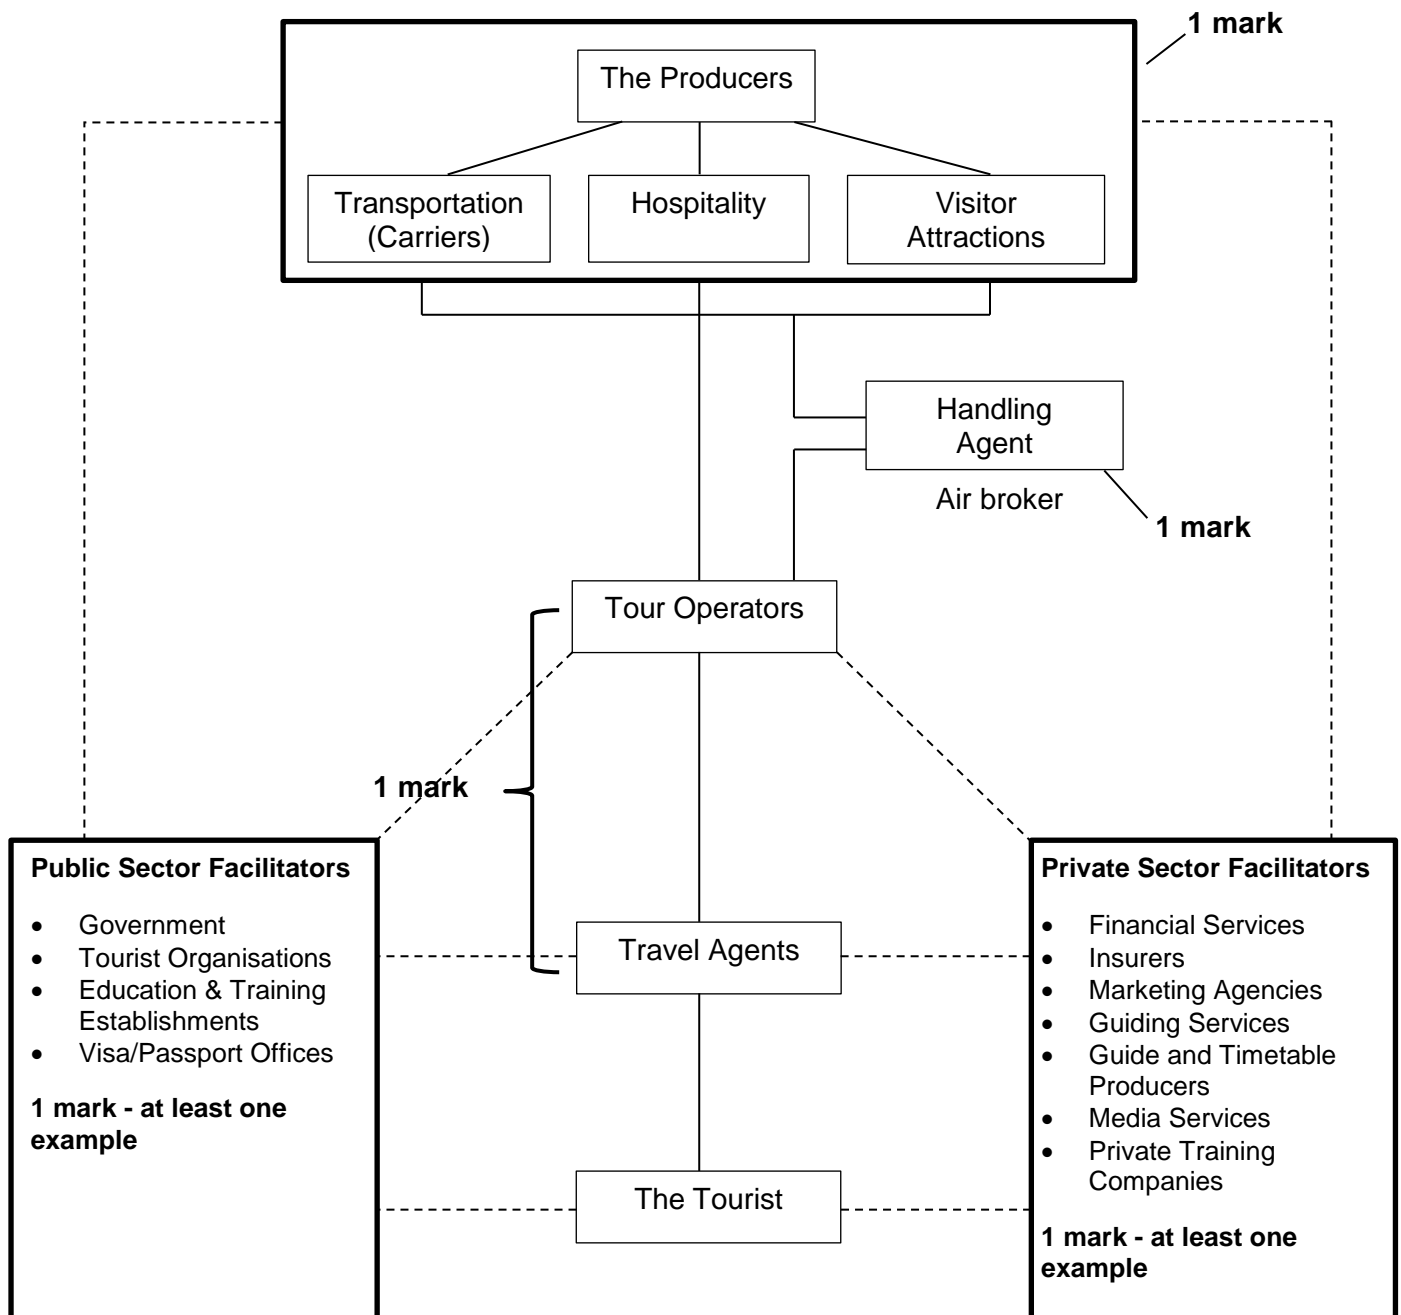 1 mark
The Producers
Transportation
(Carriers)
Hospitality
Visitor
Attractions
Handling
Agent
Air broker
1 mark
Tour Operators
1 mark
Public Sector Facilitators
• Government
• Tourist Organisations
• Education & Training
Establishments
• Visa/Passport Offices
1 mark - at least one
example
Travel Agents
The Tourist
Private Sector Facilitators
• Financial Services
• Insurers
• Marketing Agencies
• Guiding Services
• Guide and Timetable
Producers
• Media Services
• Private Training
Companies
1 mark - at least one
example